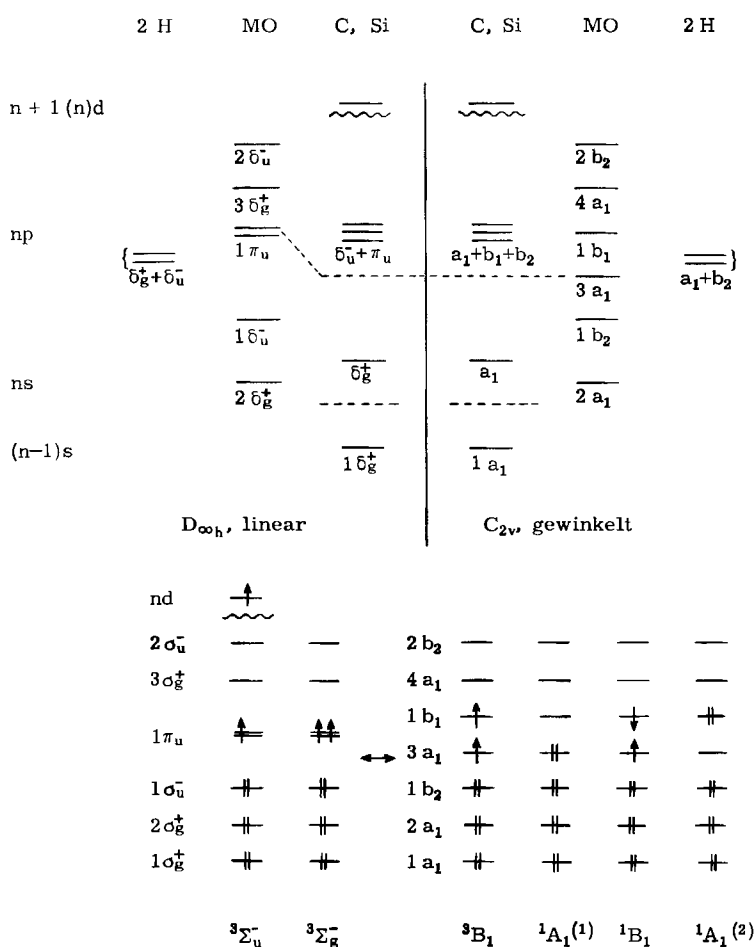 2 H MO C, Si C, Si MO 2 H
n + 1 (n)d
2 δ̄ᵤ 2 b₂
3 δg⁺ 4 a₁
np
1 πᵤ δᵤ⁻+πᵤ a₁+b₁+b₂ 1 b₁
{ δg⁺+δᵤ⁻ a₁+b₂ }
3 a₁
1 δᵤ⁻ 1 b₂
ns δg⁺ a₁
2 δg⁺ 2 a₁
(n−1)s
1 δg⁺ 1 a₁
D∞h, linear C₂ᵥ, gewinkelt
nd
2 σᵤ⁻ 2 b₂
3 σg⁺ 4 a₁
1 b₁
1 πᵤ
3 a₁
1 σᵤ⁻ 1 b₂
2 σg⁺ 2 a₁
1 σg⁺ 1 a₁
³Σᵤ⁻ ³Σg⁻ ³B₁ ¹A₁⁽¹⁾ ¹B₁ ¹A₁⁽²⁾